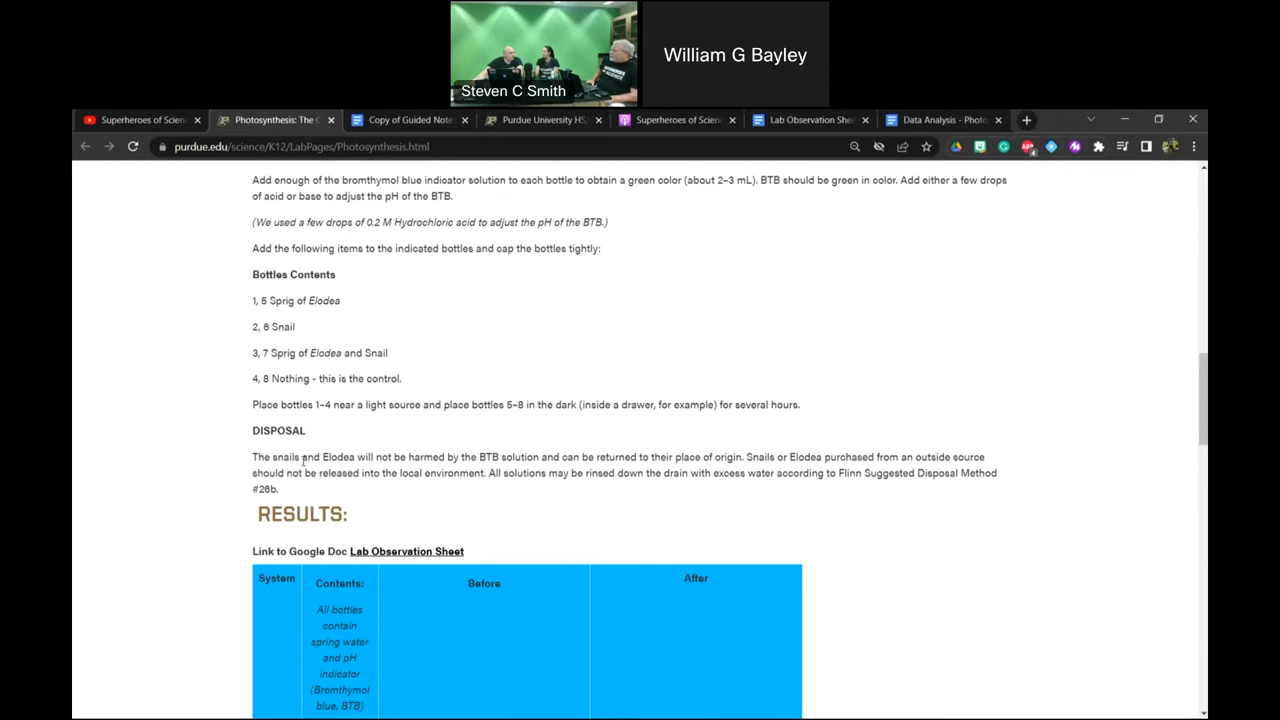 Steven C Smith
William G Bayley
Superheroes of Scien
Photosynthesis: The C
Copy of Guided Note
Purdue University HSA
Superheroes of Scien
Lab Observation Shee
Data Analysis - Photo
purdue.edu/science/K12/LabPages/Photosynthesis.html
Add enough of the bromthymol blue indicator solution to each bottle to obtain a green color (about 2–3 mL). BTB should be green in color. Add either a few drops
of acid or base to adjust the pH of the BTB.
(We used a few drops of 0.2 M Hydrochloric acid to adjust the pH of the BTB.)
Add the following items to the indicated bottles and cap the bottles tightly:
Bottles Contents
1, 5 Sprig of Elodea
2, 6 Snail
3, 7 Sprig of Elodea and Snail
4, 8 Nothing - this is the control.
Place bottles 1–4 near a light source and place bottles 5–8 in the dark (inside a drawer, for example) for several hours.
DISPOSAL
The snails and Elodea will not be harmed by the BTB solution and can be returned to their place of origin. Snails or Elodea purchased from an outside source
should not be released into the local environment. All solutions may be rinsed down the drain with excess water according to Flinn Suggested Disposal Method
#26b.
RESULTS:
Link to Google Doc Lab Observation Sheet
System
Contents:
Before
After
All bottles
contain
spring water
and pH
indicator
(Bromthymol
blue, BTB)